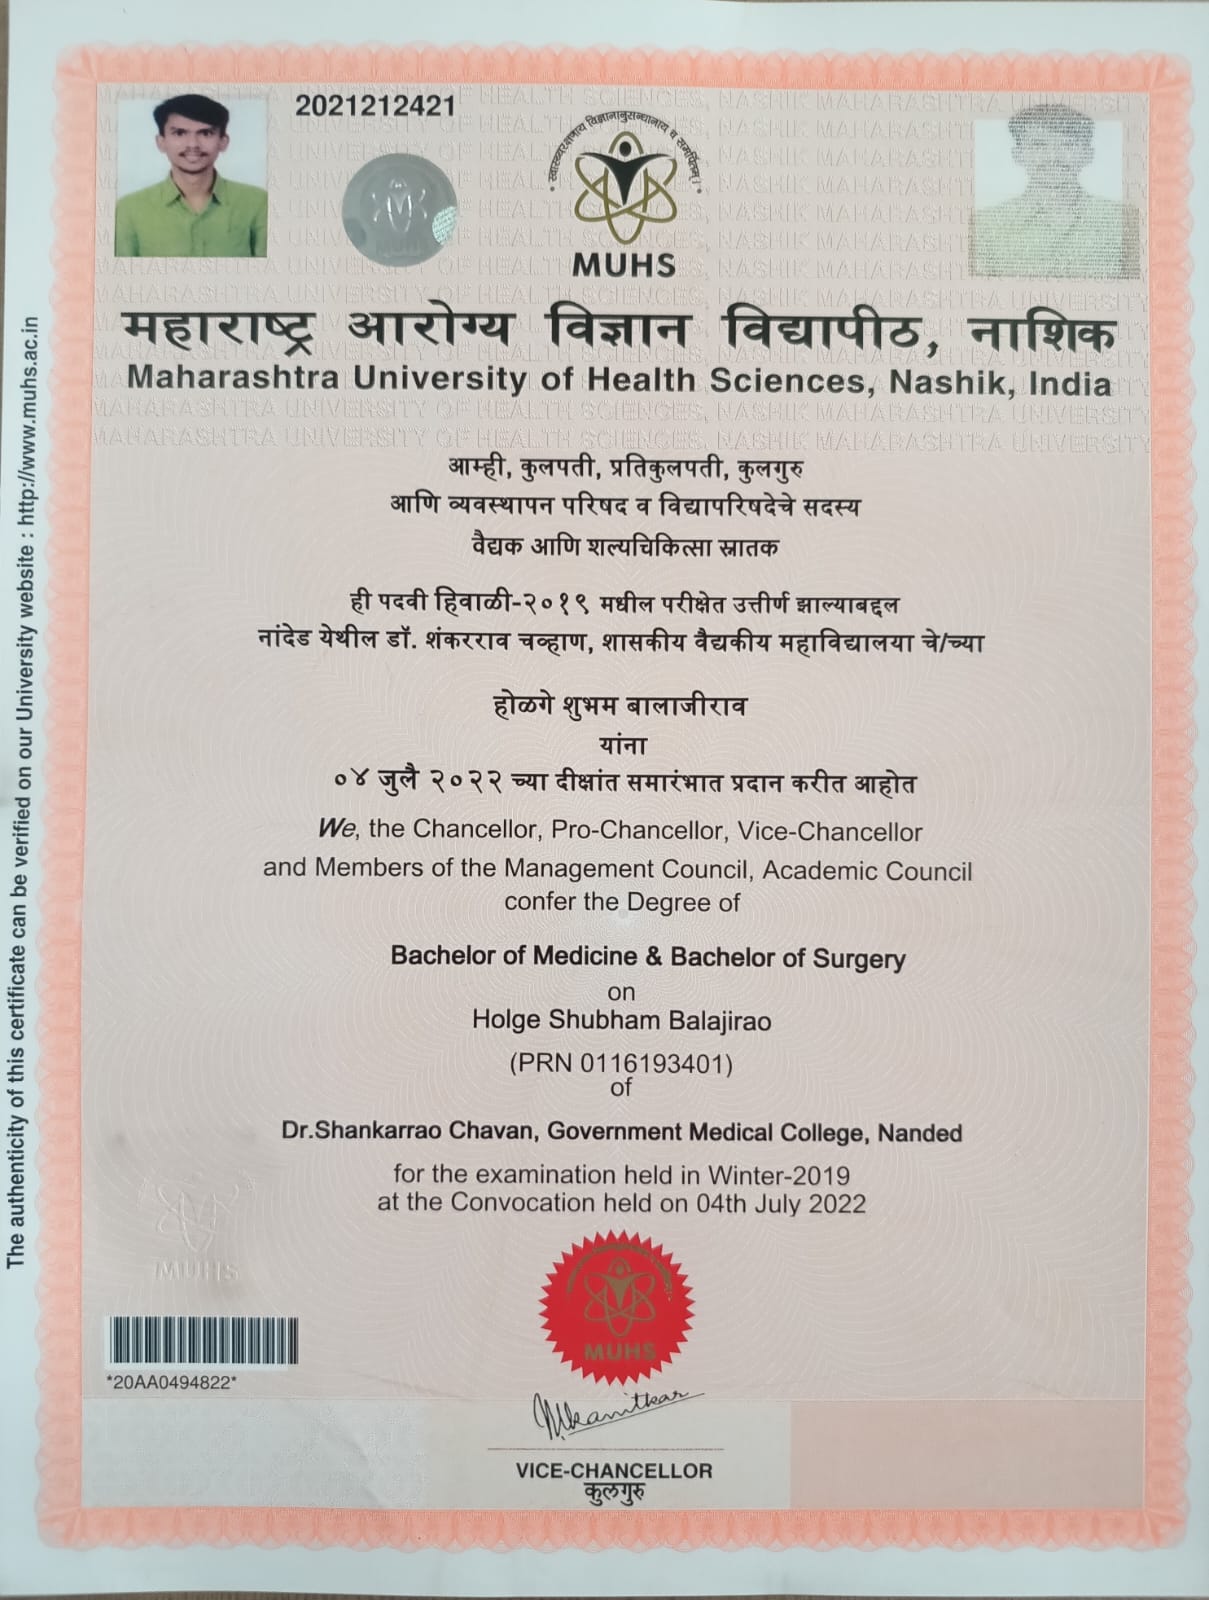 2021212421
स्वास्थ्यरक्षणाय विज्ञानानुसन्धानाय च समर्पितम्।
MUHS
महाराष्ट्र आरोग्य विज्ञान विद्यापीठ, नाशिक
Maharashtra University of Health Sciences, Nashik, India
आम्ही, कुलपती, प्रतिकुलपती, कुलगुरु
आणि व्यवस्थापन परिषद व विद्यापरिषदेचे सदस्य
वैद्यक आणि शल्यचिकित्सा स्नातक
ही पदवी हिवाळी-२०१९ मधील परीक्षेत उत्तीर्ण झाल्याबद्दल
नांदेड येथील डॉ. शंकरराव चव्हाण, शासकीय वैद्यकीय महाविद्यालया चे/च्या
होळगे शुभम बालाजीराव
यांना
०४ जुलै २०२२ च्या दीक्षांत समारंभात प्रदान करीत आहोत
We, the Chancellor, Pro-Chancellor, Vice-Chancellor
and Members of the Management Council, Academic Council
confer the Degree of
Bachelor of Medicine & Bachelor of Surgery
on
Holge Shubham Balajirao
(PRN 0116193401)
of
Dr.Shankarrao Chavan, Government Medical College, Nanded
for the examination held in Winter-2019
at the Convocation held on 04th July 2022
MUHS
MUHS
*20AA0494822*
VICE-CHANCELLOR
कुलगुरु
The authenticity of this certificate can be verified on our University website : http://www.muhs.ac.in